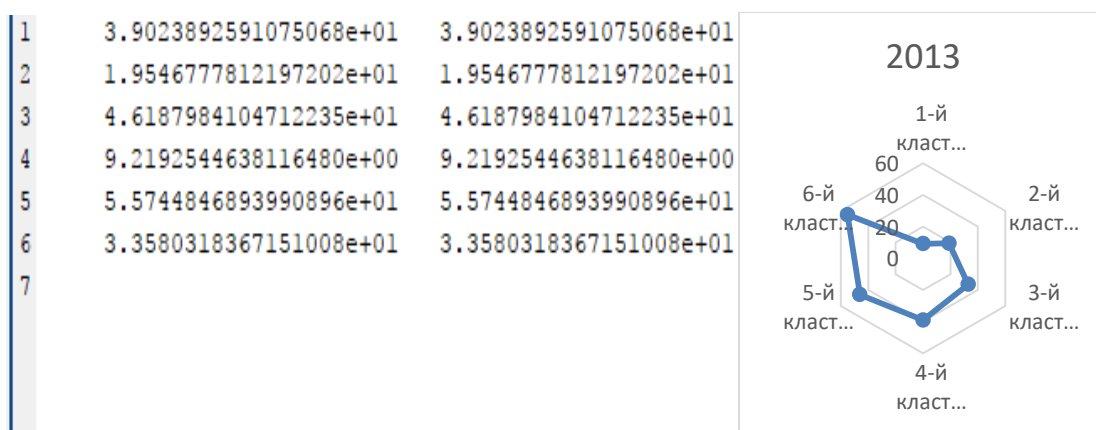 1 3.9023892591075068e+01 3.9023892591075068e+01
2 1.9546777812197202e+01 1.9546777812197202e+01
3 4.6187984104712235e+01 4.6187984104712235e+01
4 9.2192544638116480e+00 9.2192544638116480e+00
5 5.5744846893990896e+01 5.5744846893990896e+01
6 3.3580318367151008e+01 3.3580318367151008e+01
7
2013
1-й
класт...
60
40
20
0
2-й
класт...
3-й
класт...
4-й
класт...
5-й
класт...
6-й
класт...